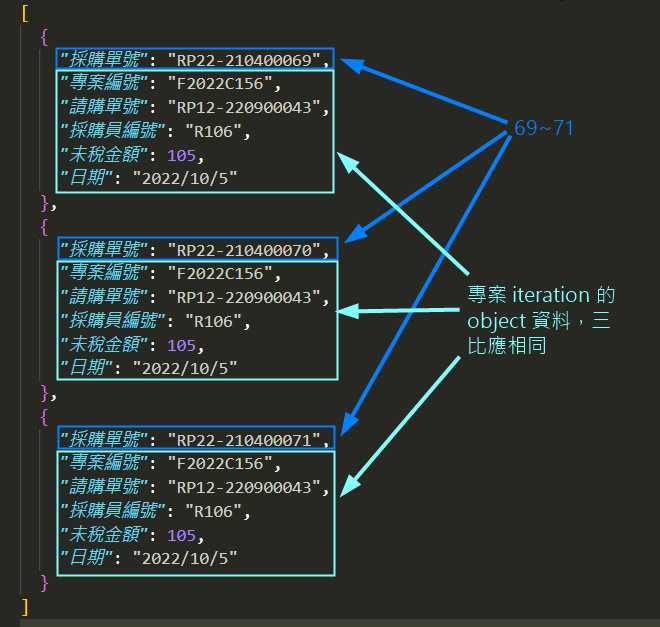 [
{
"採購單號": "RP22-210400069",
"專案編號": "F2022C156",
"請購單號": "RP12-220900043",
"採購員編號": "R106",
"未稅金額": 105,
"日期": "2022/10/5"
},
{
"採購單號": "RP22-210400070",
"專案編號": "F2022C156",
"請購單號": "RP12-220900043",
"採購員編號": "R106",
"未稅金額": 105,
"日期": "2022/10/5"
},
{
"採購單號": "RP22-210400071",
"專案編號": "F2022C156",
"請購單號": "RP12-220900043",
"採購員編號": "R106",
"未稅金額": 105,
"日期": "2022/10/5"
}
]
69~71
專案 iteration 的
object 資料，三
比應相同